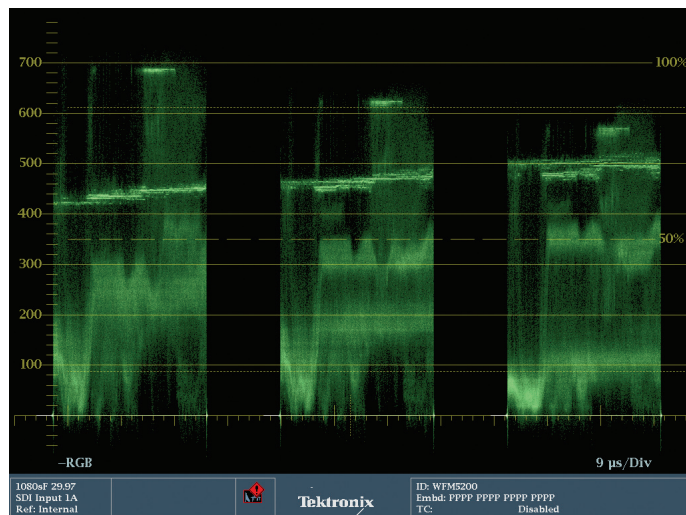 700
100%
600
500
400
50%
300
200
100
–RGB
9 µs/Div
1080sF 29.97
SDI Input 1A
Ref: Internal
Tektronix
ID: WFM5200
Embd: PPPP PPPP PPPP PPPP
TC: Disabled